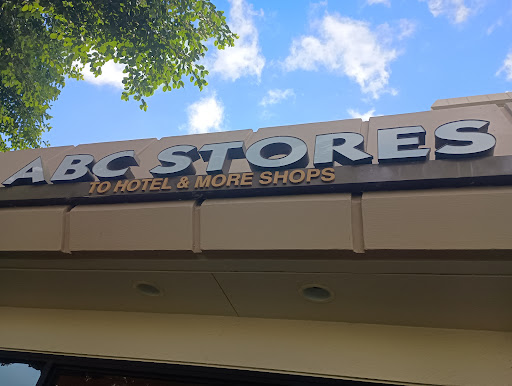 ABC STORES
TO HOTEL & MORE SHOPS